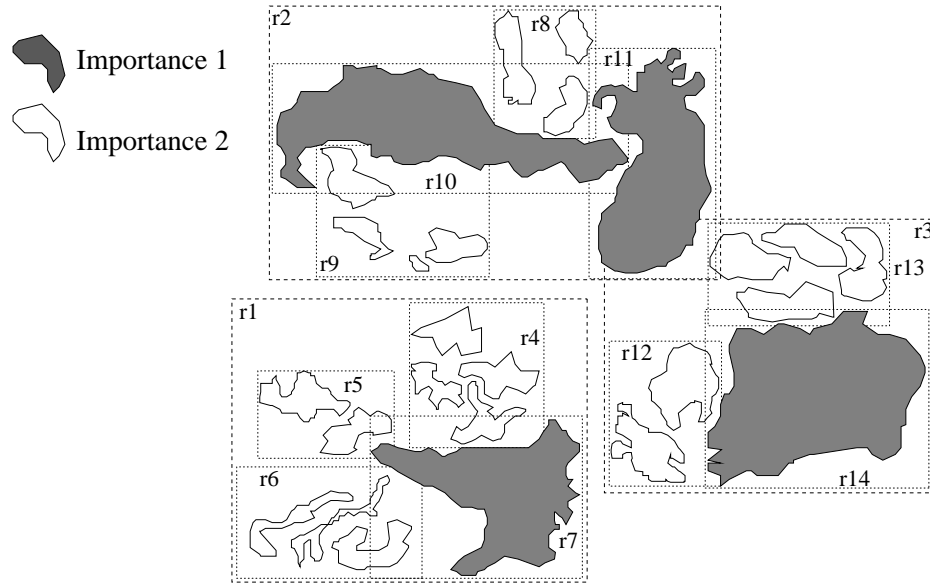 Importance 1
Importance 2
r2
r8
r11
r10
r9
r3
r13
r1
r4
r12
r5
r6
r14
r7